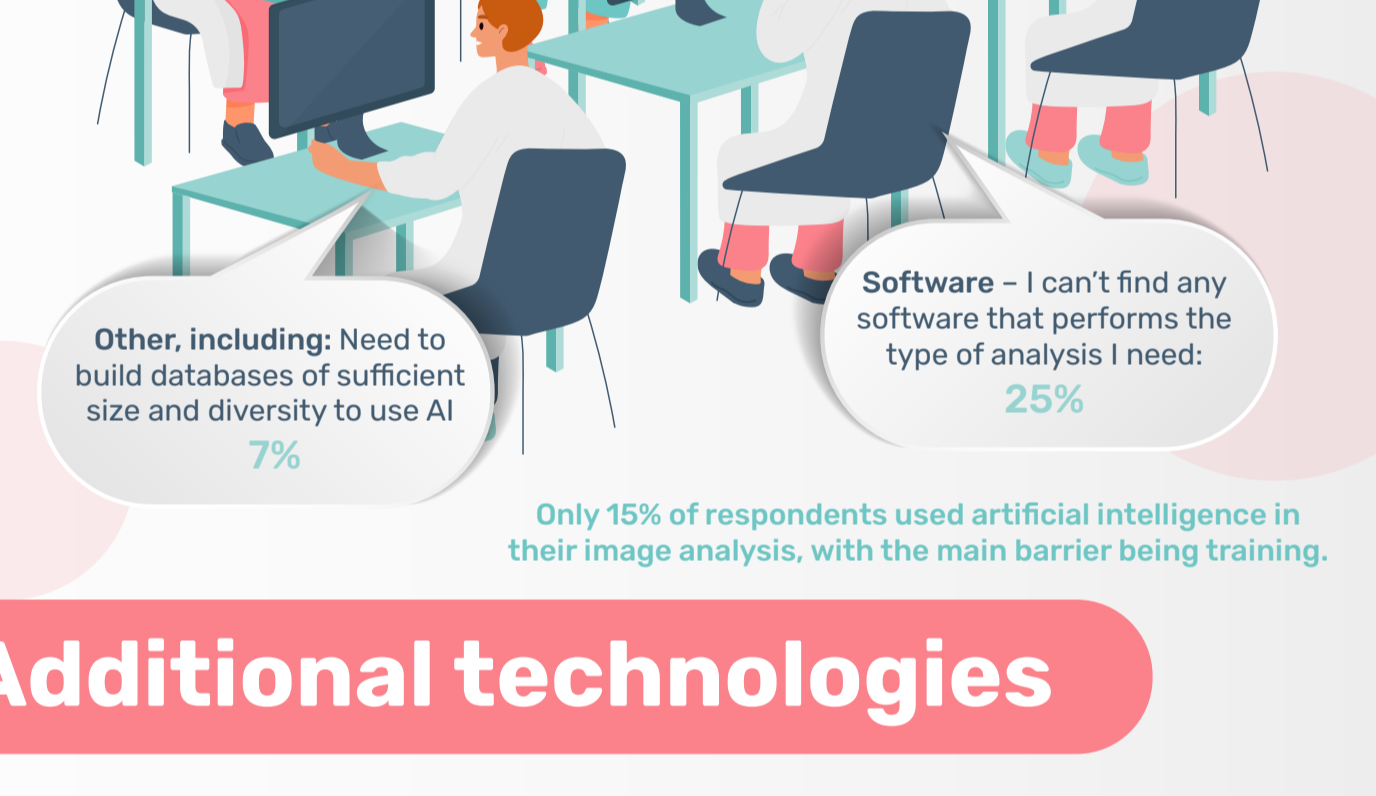 Other, including: Need to
build databases of sufficient
size and diversity to use AI
7%
Software – I can’t find any
software that performs the
type of analysis I need:
25%
Only 15% of respondents used artificial intelligence in
their image analysis, with the main barrier being training.
Additional technologies